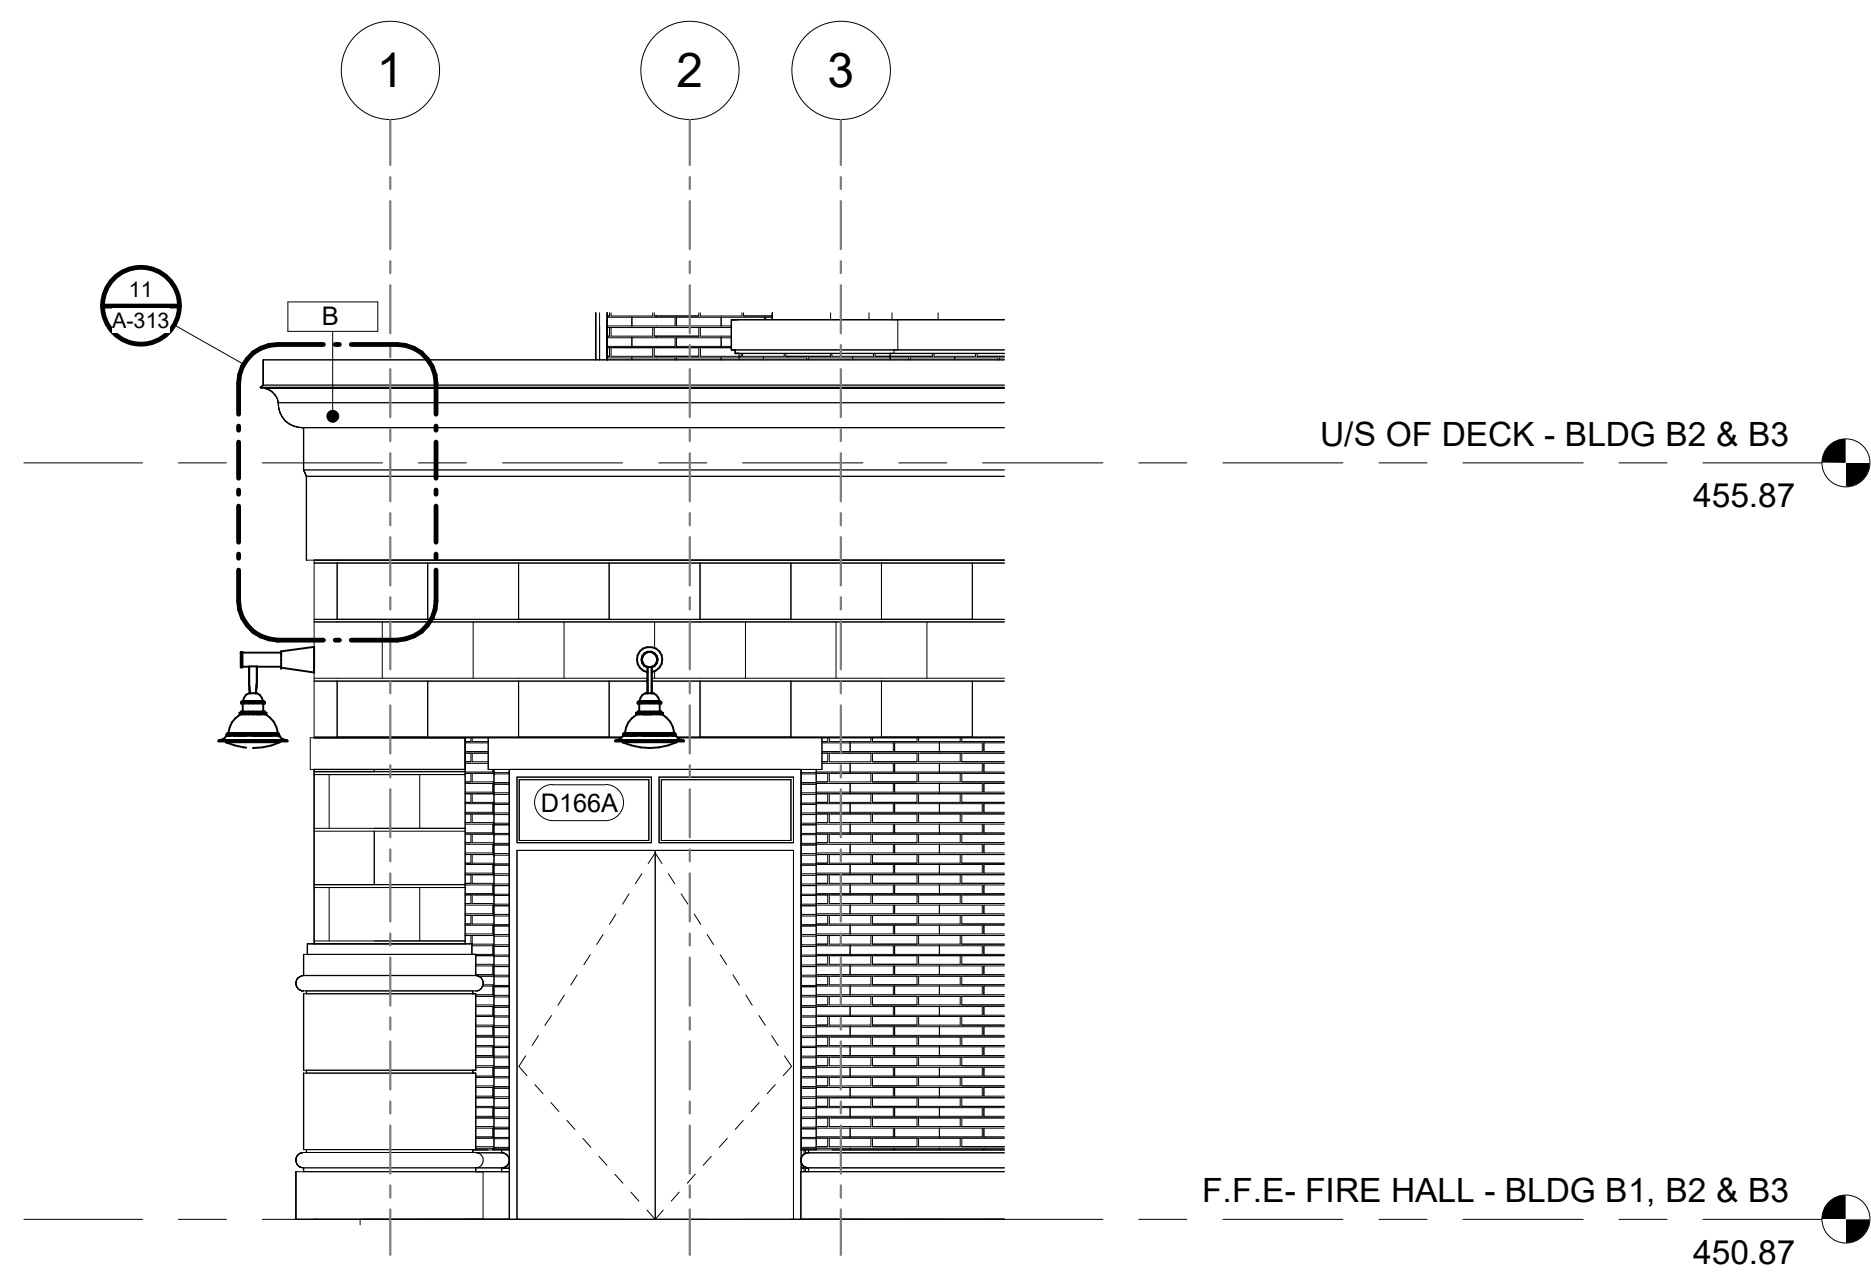 1
2
3
11
A-313
B
U/S OF DECK - BLDG B2 & B3
455.87
D166A
F.F.E- FIRE HALL - BLDG B1, B2 & B3
450.87